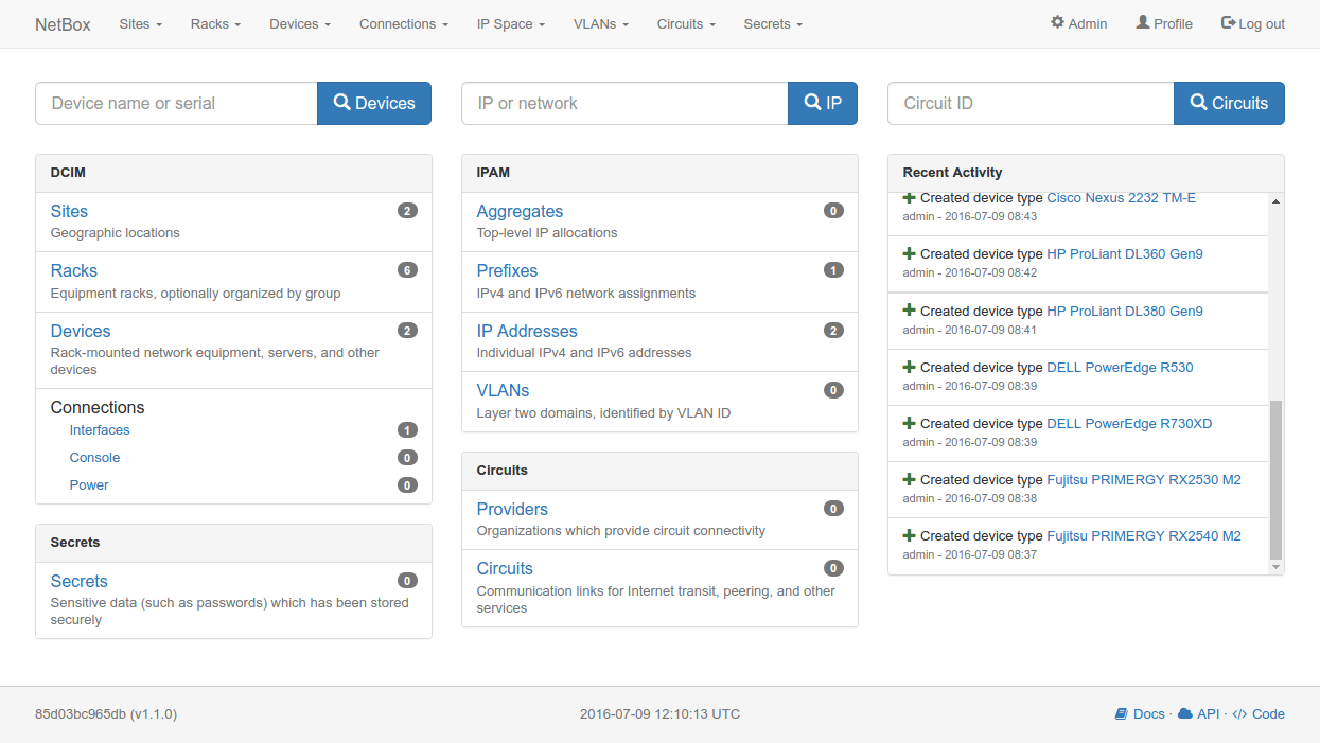 NetBox Sites Racks Devices Connections IP Space VLANs Circuits Secrets Admin Profile Log out
Device name or serial Devices
IP or network IP
Circuit ID Circuits
DCIM
Sites 2
Geographic locations
Racks 6
Equipment racks, optionally organized by group
Devices 2
Rack-mounted network equipment, servers, and other
devices
Connections
Interfaces 1
Console 0
Power 0
Secrets
Secrets 0
Sensitive data (such as passwords) which has been stored
securely
IPAM
Aggregates 0
Top-level IP allocations
Prefixes 1
IPv4 and IPv6 network assignments
IP Addresses 2
Individual IPv4 and IPv6 addresses
VLANs 0
Layer two domains, identified by VLAN ID
Circuits
Providers 0
Organizations which provide circuit connectivity
Circuits 0
Communication links for Internet transit, peering, and other
services
Recent Activity
Created device type Cisco Nexus 2232 TM-E
admin - 2016-07-09 08:43
Created device type HP ProLiant DL360 Gen9
admin - 2016-07-09 08:42
Created device type HP ProLiant DL380 Gen9
admin - 2016-07-09 08:41
Created device type DELL PowerEdge R530
admin - 2016-07-09 08:39
Created device type DELL PowerEdge R730XD
admin - 2016-07-09 08:39
Created device type Fujitsu PRIMERGY RX2530 M2
admin - 2016-07-09 08:38
Created device type Fujitsu PRIMERGY RX2540 M2
admin - 2016-07-09 08:37
85d03bc965db (v1.1.0) 2016-07-09 12:10:13 UTC Docs · API · Code